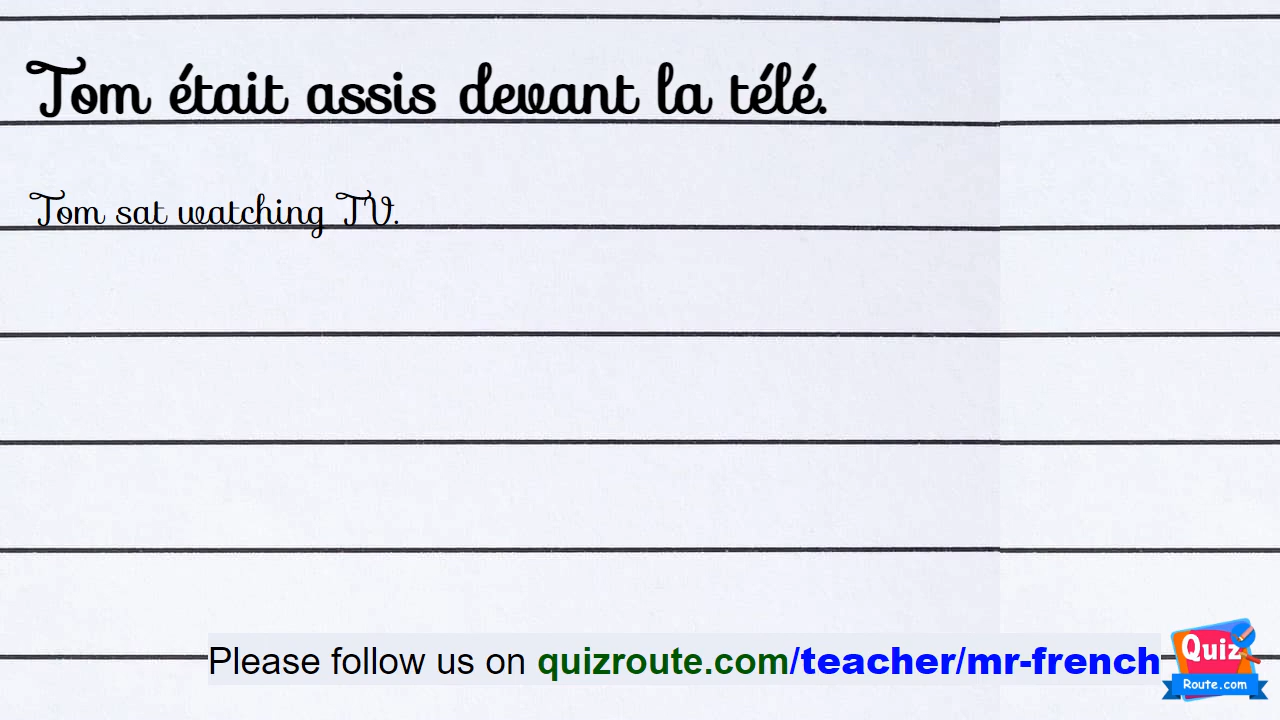 Tom était assis devant la télé.
Tom sat watching TV.
Please follow us on quizroute.com/teacher/mr-french
Quiz
Route.com